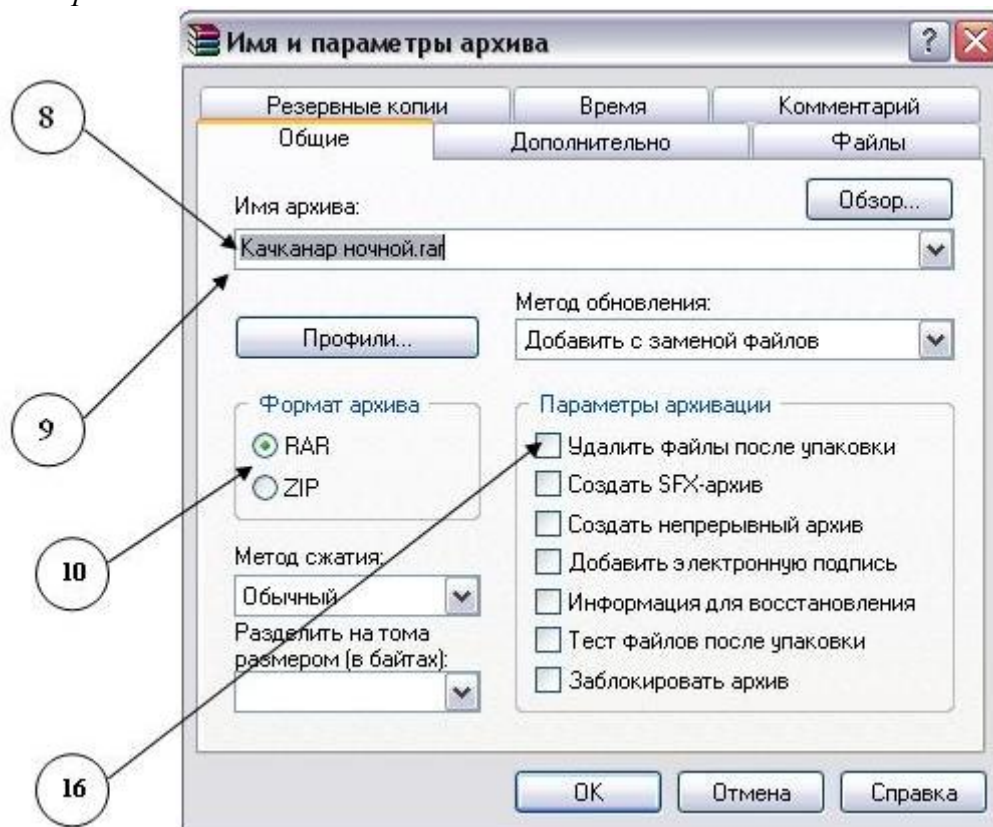 Имя и параметры архива
Резервные копии Время Комментарий
Общие Дополнительно Файлы
8
Обзор...
Имя архива:
Качканар ночной.rar
Метод обновления:
Профили...
Добавить с заменой файлов
9
Формат архива
RAR
ZIP
Параметры архивации
Удалить файлы после упаковки
Создать SFX-архив
Создать непрерывный архив
Добавить электронную подпись
Информация для восстановления
Тест файлов после упаковки
Заблокировать архив
10
Метод сжатия:
Обычный
Разделить на тома
размером (в байтах):
16
OK Отмена Справка